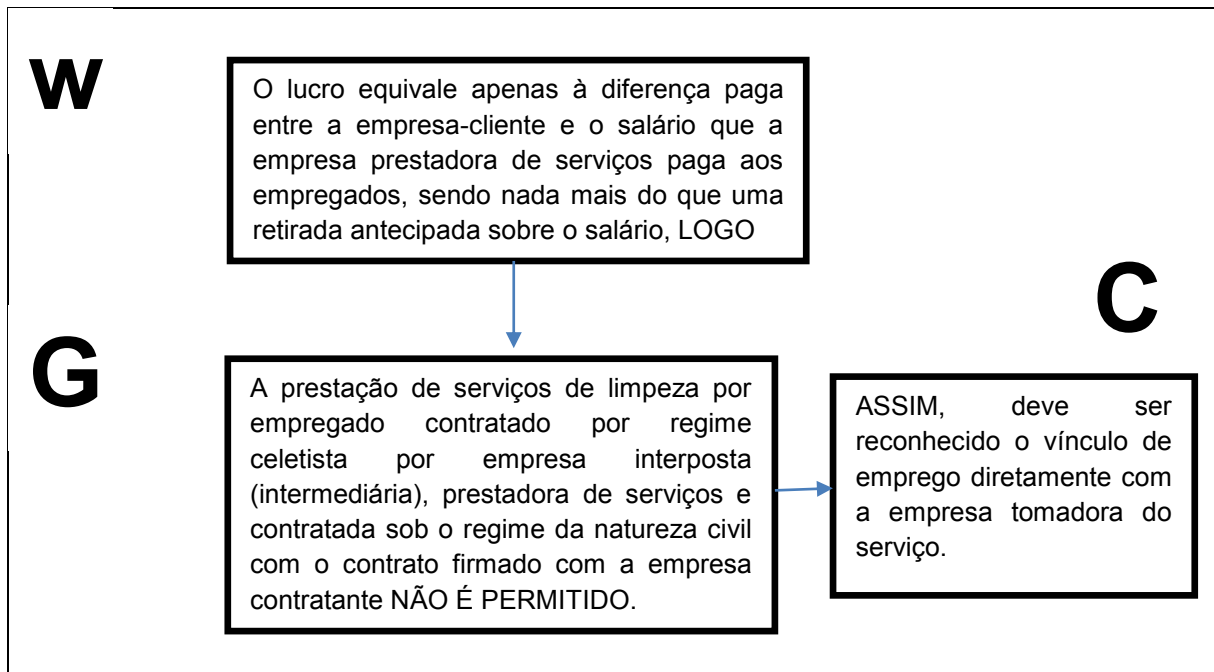 W
O lucro equivale apenas à diferença paga
entre a empresa-cliente e o salário que a
empresa prestadora de serviços paga aos
empregados, sendo nada mais do que uma
retirada antecipada sobre o salário, LOGO
C
G
A prestação de serviços de limpeza por
empregado contratado por regime
celetista por empresa interposta
(intermediária), prestadora de serviços e
contratada sob o regime da natureza civil
com o contrato firmado com a empresa
contratante NÃO É PERMITIDO.
ASSIM, deve ser
reconhecido o vínculo de
emprego diretamente com
a empresa tomadora do
serviço.